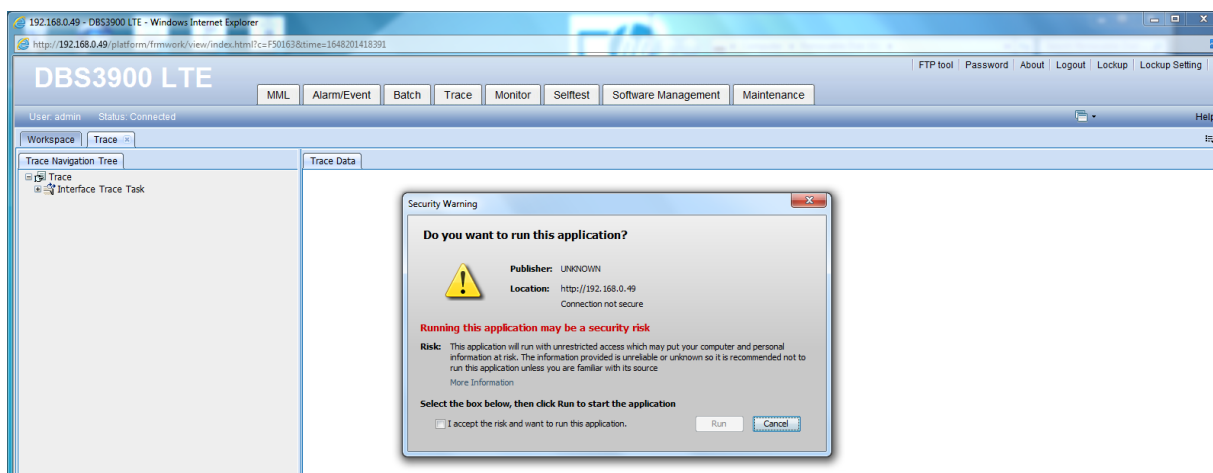 192.168.0.49 - DBS3900 LTE - Windows Internet Explorer
http://192.168.0.49/platform/frmwork/view/index.html?c=F50163&time=1648201418391
FTP tool Password About Logout Lockup Lockup Setting
DBS3900 LTE
MML Alarm/Event Batch Trace Monitor Selftest Software Management Maintenance
User: admin Status: Connected
Help
Workspace Trace
Trace Navigation Tree
Trace Data
Trace
Interface Trace Task
Security Warning
Do you want to run this application?
Publisher: UNKNOWN
Location: http://192.168.0.49
Connection not secure
Running this application may be a security risk
Risk: This application will run with unrestricted access which may put your computer and personal
information at risk. The information provided is unreliable or unknown so it is recommended not to
run this application unless you are familiar with its source
More Information
Select the box below, then click Run to start the application
I accept the risk and want to run this application.
Run
Cancel